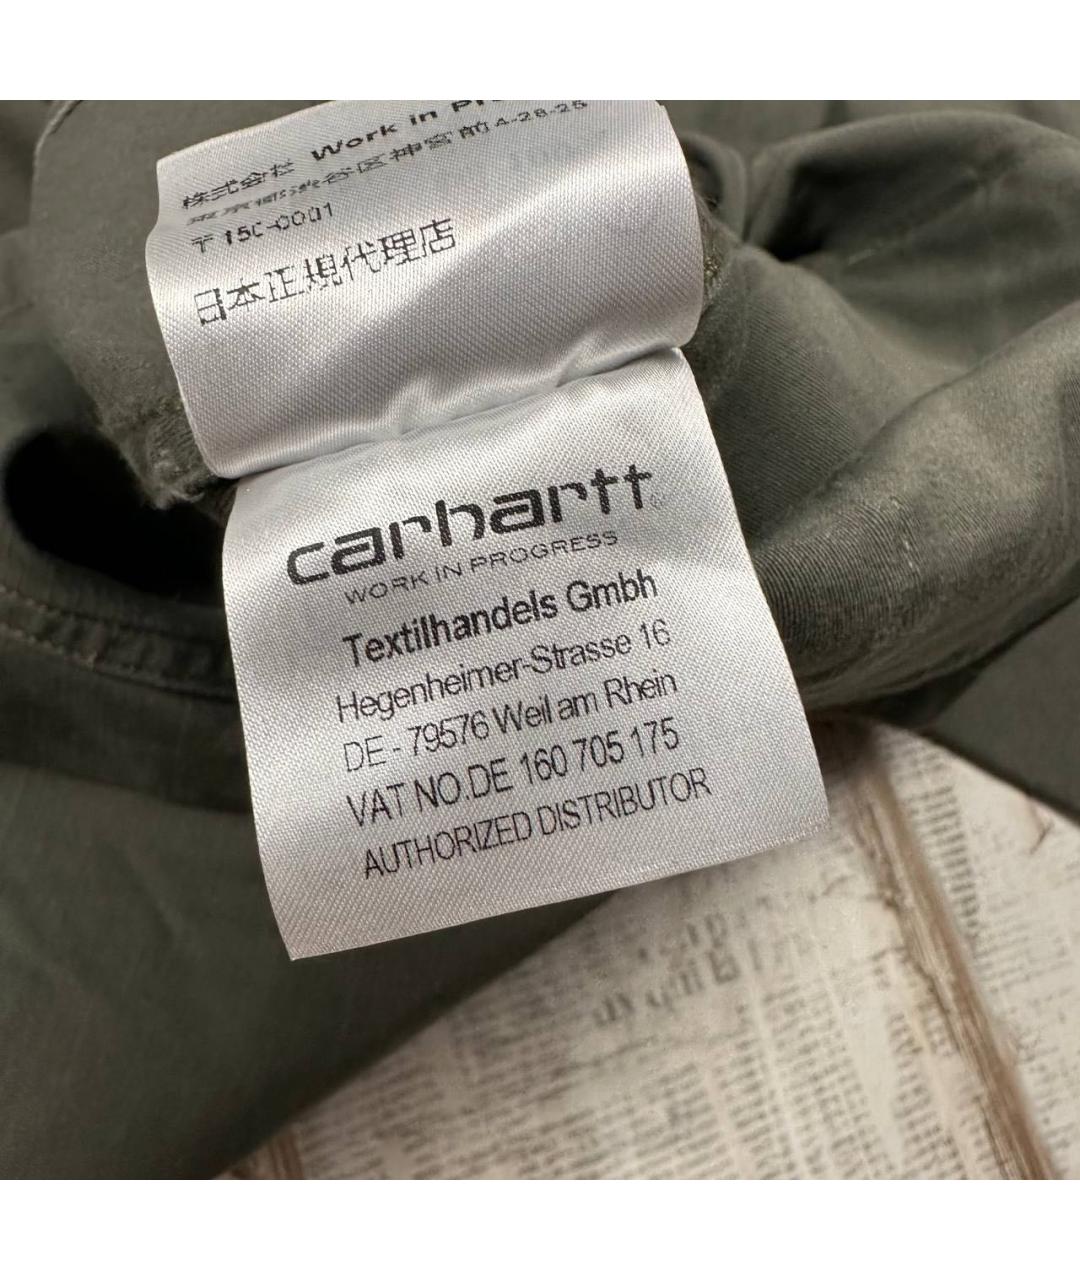 株式会社 Work in
東京都渋谷区神宮前 4-28-25
〒150-0001
日本正規代理店
carhartt
WORK IN PROGRESS
Textilhandels Gmbh
Hegenheimer-Strasse 16
DE - 79576 Weil am Rhein
VAT NO.DE 160 705 175
AUTHORIZED DISTRIBUTOR